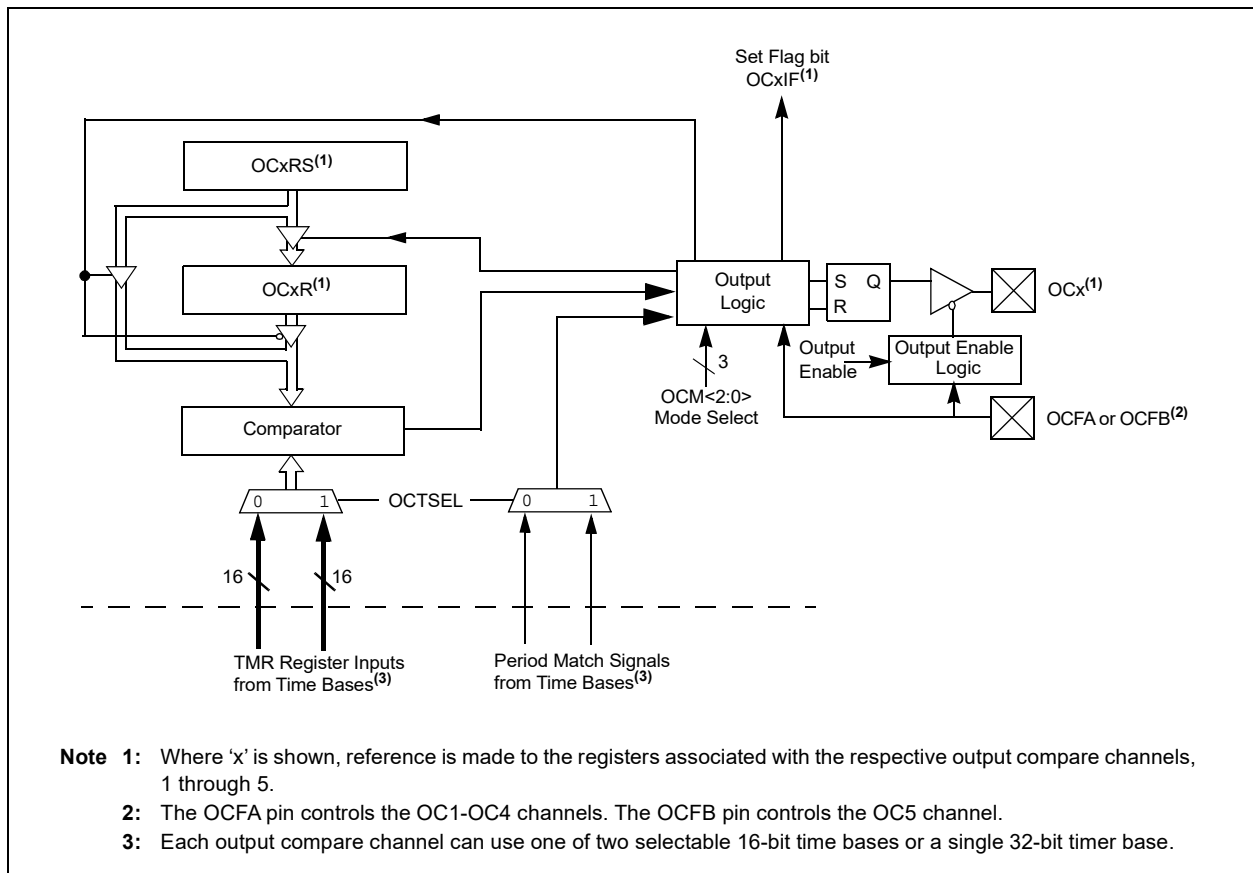 Set Flag bit
OCxIF(1)
OCxRS(1)
OCxR(1)
Output
Logic
S Q
R
OCx(1)
Output
Enable
Output Enable
Logic
3
OCM<2:0>
Mode Select
OCFA or OCFB(2)
Comparator
0 1
OCTSEL
0 1
16
16
TMR Register Inputs
from Time Bases(3)
Period Match Signals
from Time Bases(3)
Note 1: Where ‘x’ is shown, reference is made to the registers associated with the respective output compare channels,
1 through 5.
2: The OCFA pin controls the OC1-OC4 channels. The OCFB pin controls the OC5 channel.
3: Each output compare channel can use one of two selectable 16-bit time bases or a single 32-bit timer base.